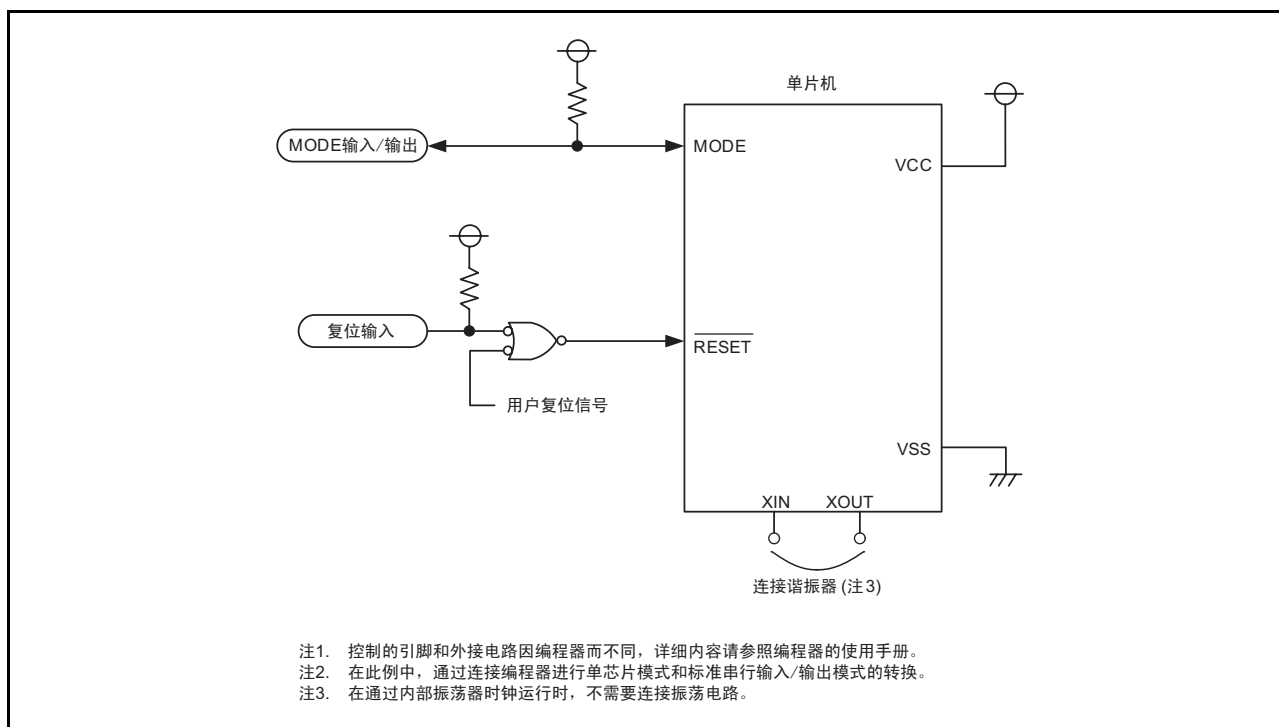 单片机
MODE输入/输出
MODE
VCC
复位输入
RESET
用户复位信号
VSS
XIN XOUT
连接谐振器 (注3)
注1. 控制的引脚和外接电路因编程器而不同，详细内容请参照编程器的使用手册。
注2. 在此例中，通过连接编程器进行单芯片模式和标准串行输入/输出模式的转换。
注3. 在通过内部振荡器时钟运行时，不需要连接振荡电路。